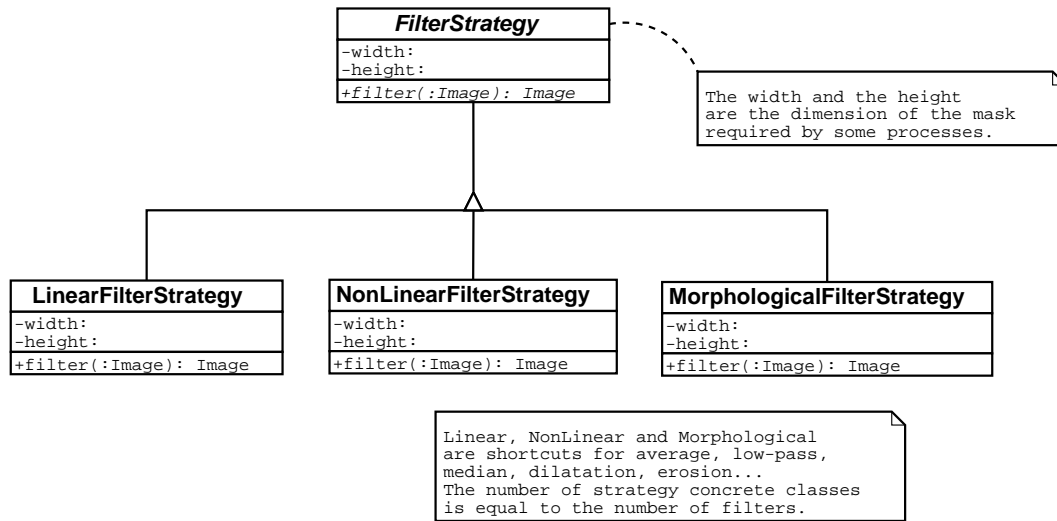 FilterStrategy
-width:
-height:
+filter(:Image): Image
The width and the height
are the dimension of the mask
required by some processes.
LinearFilterStrategy
-width:
-height:
+filter(:Image): Image
NonLinearFilterStrategy
-width:
-height:
+filter(:Image): Image
MorphologicalFilterStrategy
-width:
-height:
+filter(:Image): Image
Linear, NonLinear and Morphological
are shortcuts for average, low-pass,
median, dilatation, erosion...
The number of strategy concrete classes
is equal to the number of filters.